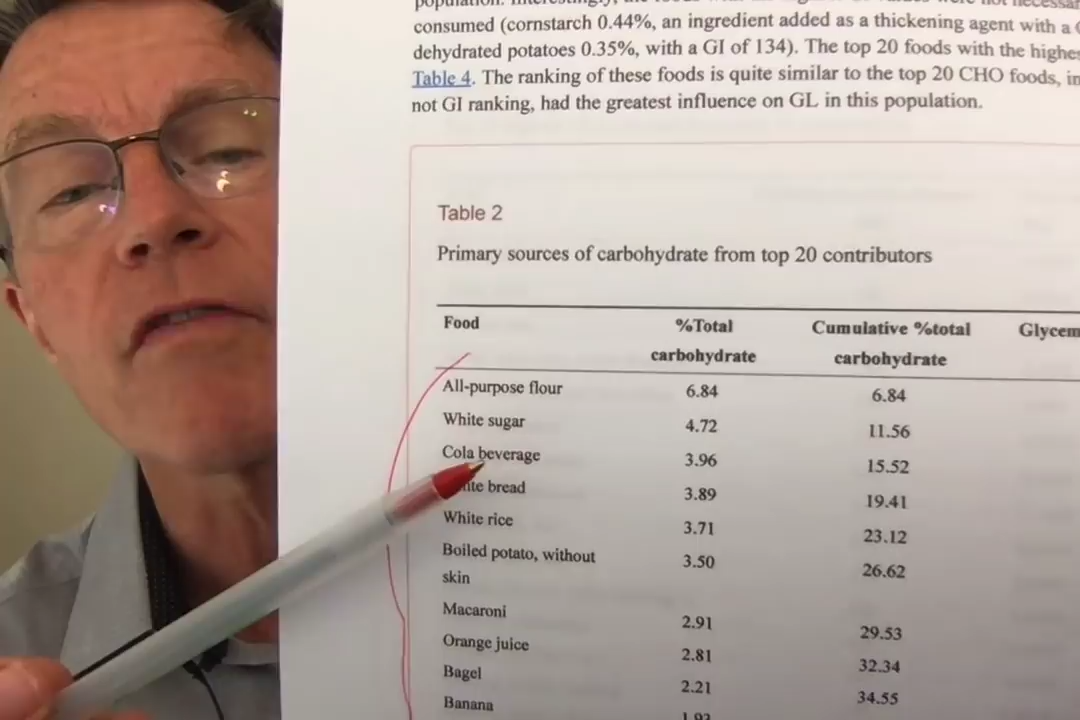 consumed (cornstarch 0.44%, an ingredient added as a thickening agent with a
dehydrated potatoes 0.35%, with a GI of 134). The top 20 foods with the
Table 4. The ranking of these foods is quite similar to the top 20 CHO foods,
not GI ranking, had the greatest influence on GL in this population.
Table 2
Primary sources of carbohydrate from top 20 contributors
Food %Total carbohydrate Cumulative %total carbohydrate
All-purpose flour 6.84 6.84
White sugar 4.72 11.56
Cola beverage 3.96 15.52
bread 3.89 19.41
White rice 3.71 23.12
Boiled potato, without 3.50 26.62
skin
Macaroni 2.91 29.53
Orange juice 2.81 32.34
Bagel 2.21 34.55
Banana